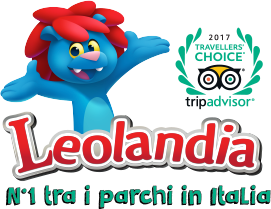 2017
TRAVELLERS'
CHOICE®
tripadvisor®
Leolandia
N°1 tra i parchi in Italia